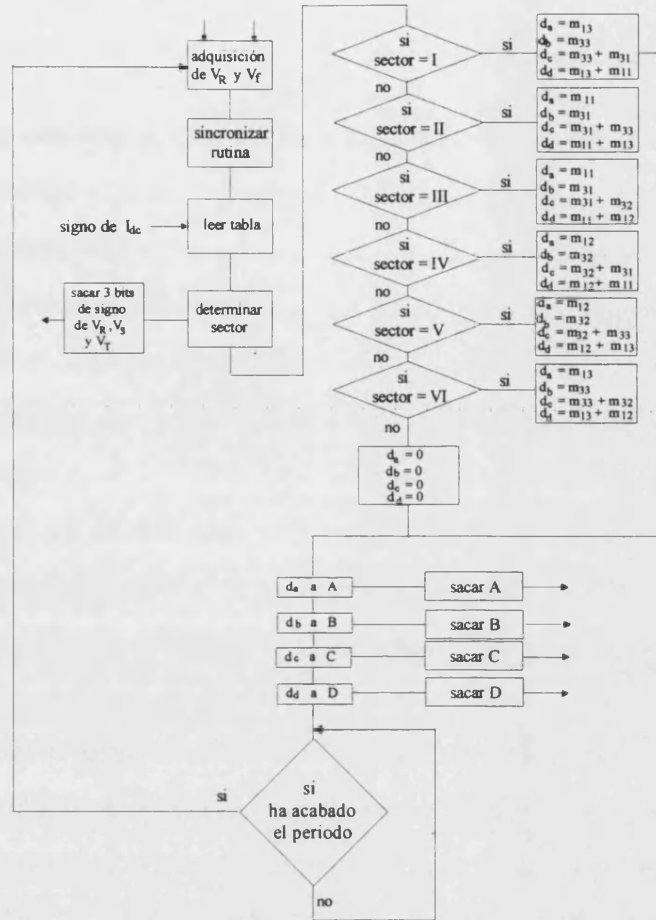 adquisición
de V_R y V_f
sincronizar
rutina
signo de I_dc
leer tabla
sacar 3 bits
de signo
de V_R, V_S
y V_T
determinar
sector
si
sector = I
si
d_a = m_13
d_b = m_33
d_c = m_33 + m_31
d_d = m_13 + m_11
no
si
sector = II
si
d_a = m_11
d_b = m_31
d_c = m_31 + m_33
d_d = m_11 + m_13
no
si
sector = III
si
d_a = m_11
d_b = m_31
d_c = m_31 + m_32
d_d = m_11 + m_12
no
si
sector = IV
si
d_a = m_12
d_b = m_32
d_c = m_32 + m_31
d_d = m_12 + m_11
no
si
sector = V
si
d_a = m_12
d_b = m_32
d_c = m_32 + m_33
d_d = m_12 + m_13
no
si
sector = VI
si
d_a = m_13
d_b = m_33
d_c = m_33 + m_32
d_d = m_13 + m_12
no
d_a = 0
d_b = 0
d_c = 0
d_d = 0
d_a a A
sacar A
d_b a B
sacar B
d_c a C
sacar C
d_d a D
sacar D
si
si
ha acabado
el periodo
no